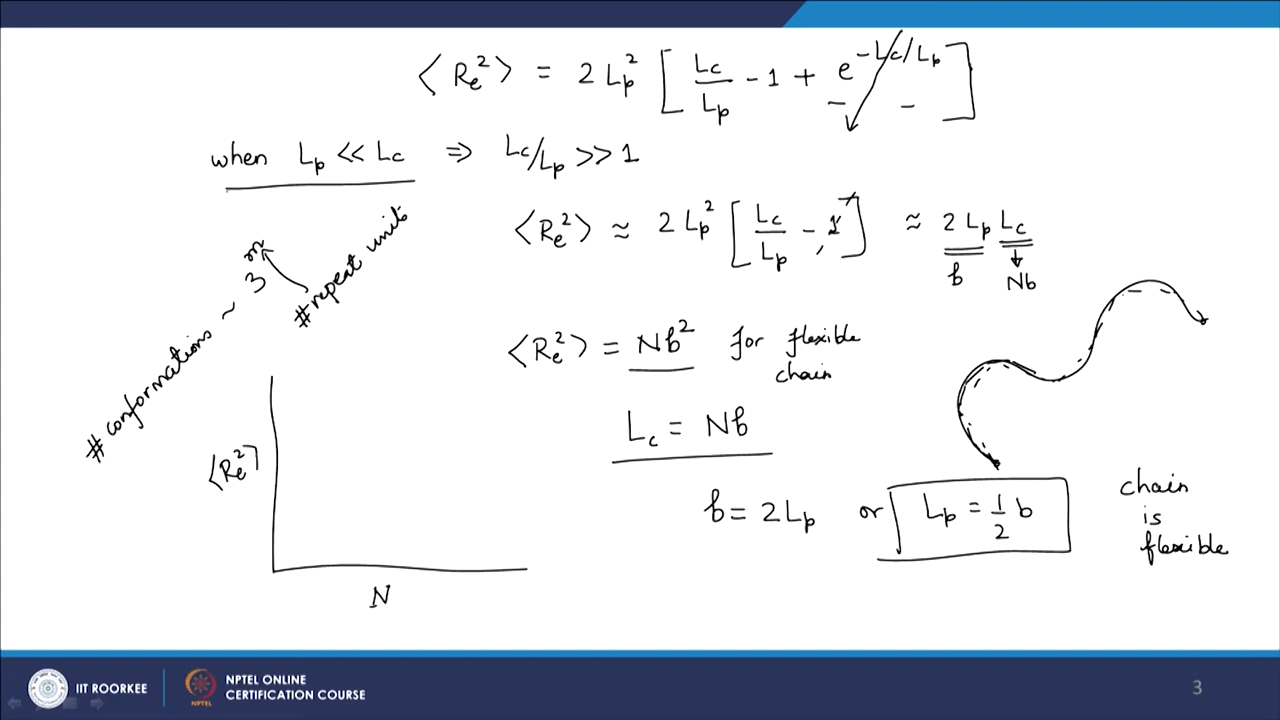 ⟨Re²⟩ = 2 Lp² [ Lc/Lp - 1 + e^(-Lc/Lp) ]
when Lp << Lc ⇒ Lc/Lp >> 1
⟨Re²⟩ ≈ 2 Lp² [ Lc/Lp - 1 ] ≈ 2 Lp Lc
b Nb
# conformations ~ 3^m
# repeat units
⟨Re²⟩ = Nb² for flexible
chain
Lc = Nb
⟨Re²⟩
N
b = 2Lp or Lp = 1/2 b
chain
is
flexible
IIT ROORKEE
NPTEL
NPTEL ONLINE
CERTIFICATION COURSE
3